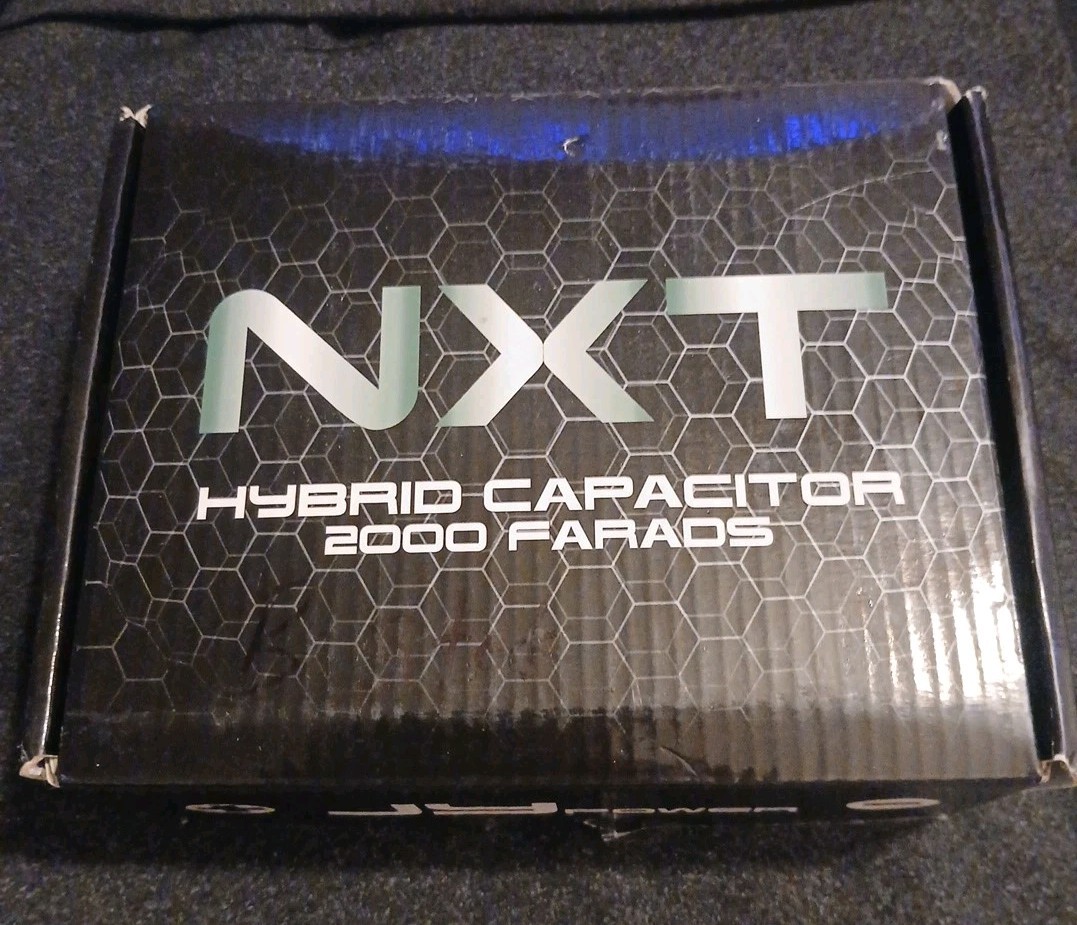 NXT
HYBRID CAPACITOR
2000 FARADS